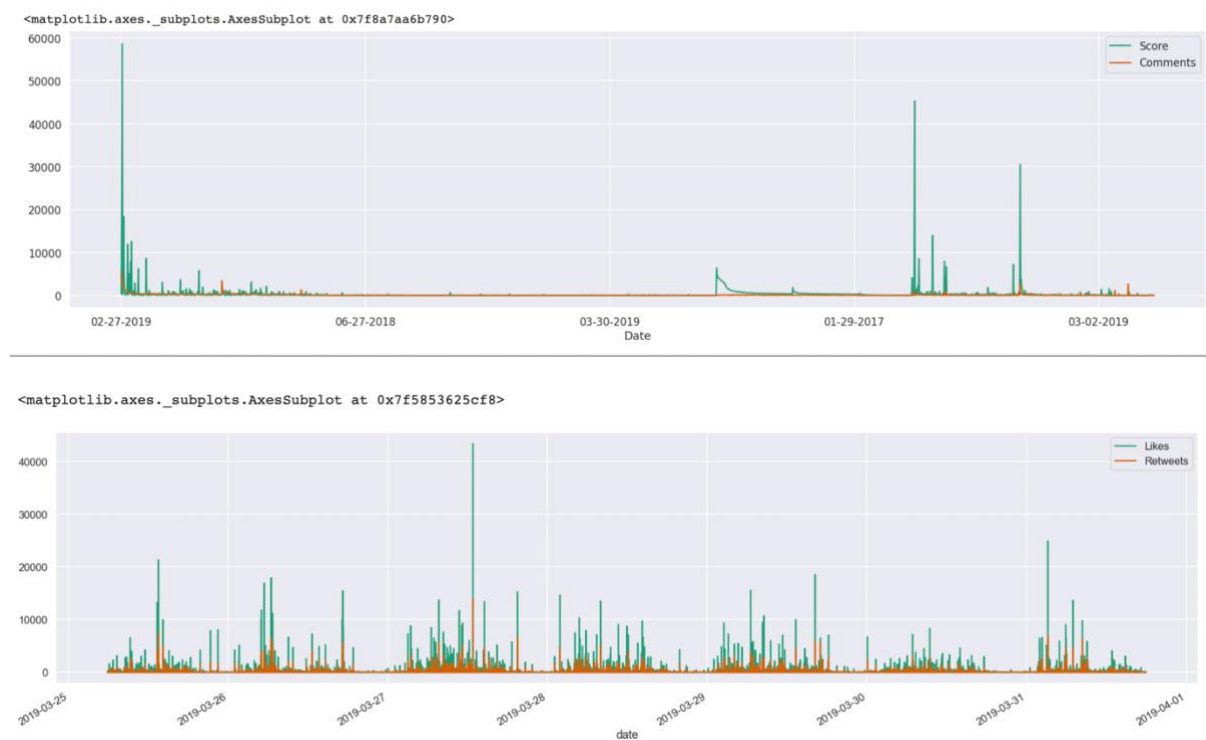 <matplotlib.axes._subplots.AxesSubplot at 0x7f8a7aa6b790>
60000
50000
40000
30000
20000
10000
0
Score
Comments
02-27-2019 06-27-2018 03-30-2019 01-29-2017 03-02-2019
Date
<matplotlib.axes._subplots.AxesSubplot at 0x7f5853625cf8>
40000
30000
20000
10000
0
Likes
Retweets
2019-03-25 2019-03-26 2019-03-27 2019-03-28 2019-03-29 2019-03-30 2019-03-31 2019-04-01
date